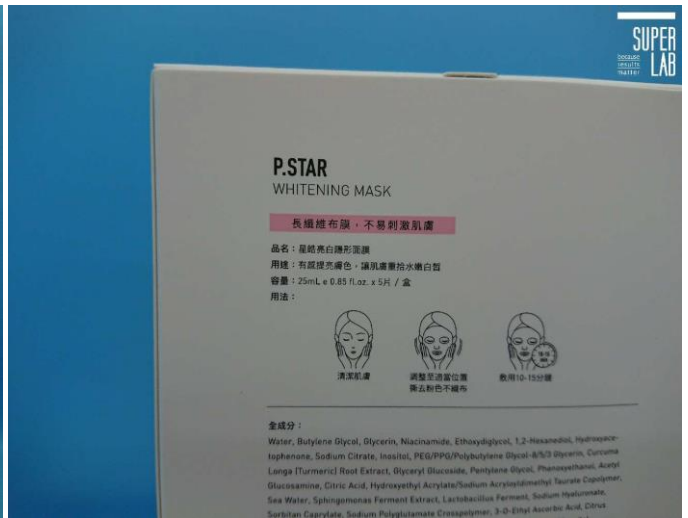 SUPER
LAB
because
results
matter
P.STAR
WHITENING MASK
長纖維布膜，不易刺激肌膚
品名：星皓亮白隱形面膜
用途：有感提亮膚色，讓肌膚重拾水嫩白皙
容量：25mL e 0.85 fl.oz. x 5片 / 盒
用法：
清潔肌膚
調整至適當位置
撕去粉色不織布
敷用10-15分鐘
全成分：
Water, Butylene Glycol, Glycerin, Niacinamide, Ethoxydiglycol, 1,2-Hexanediol, Hydroxyace-
tophenone, Sodium Citrate, Inositol, PEG/PPG/Polybutylene Glycol-8/5/3 Glycerin, Curcuma
Longa (Turmeric) Root Extract, Glyceryl Glucoside, Pentylene Glycol, Phenoxyethanol, Acetyl
Glucosamine, Citric Acid, Hydroxyethyl Acrylate/Sodium Acryloyldimethyl Taurate Copolymer,
Sea Water, Sphingomonas Ferment Extract, Lactobacillus Ferment, Sodium Hyaluronate,
Sorbitan Caprylate, Sodium Polyglutamate Crosspolymer, 3-O-Ethyl Ascorbic Acid, Citrus